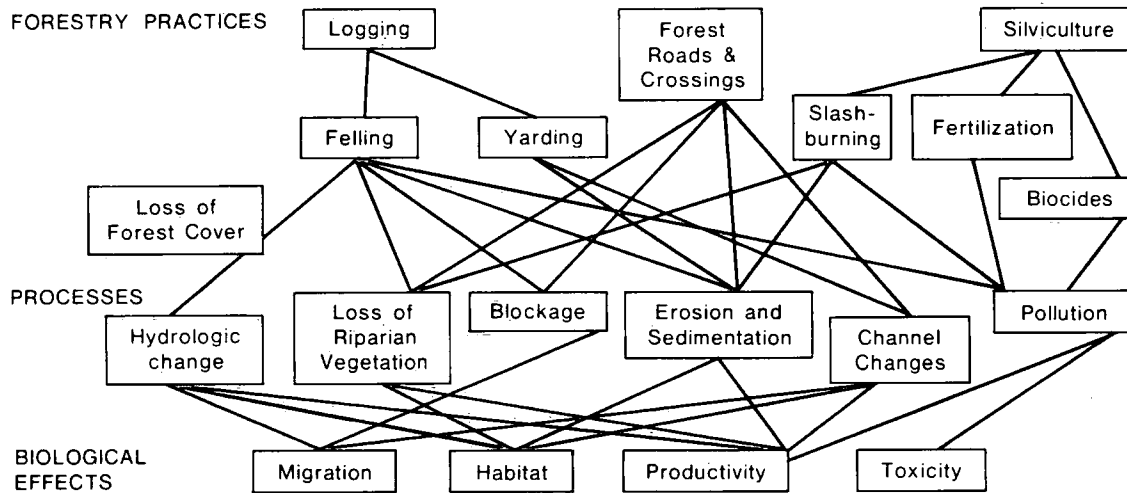 FORESTRY PRACTICES
Logging
Forest
Roads &
Crossings
Silviculture
Felling
Yarding
Slash-
burning
Fertilization
Loss of
Forest Cover
Biocides
PROCESSES
Hydrologic
change
Loss of
Riparian
Vegetation
Blockage
Erosion and
Sedimentation
Channel
Changes
Pollution
BIOLOGICAL
EFFECTS
Migration
Habitat
Productivity
Toxicity